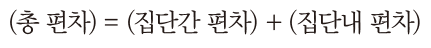 (총 편차) = (집단간 편차) + (집단내 편차)